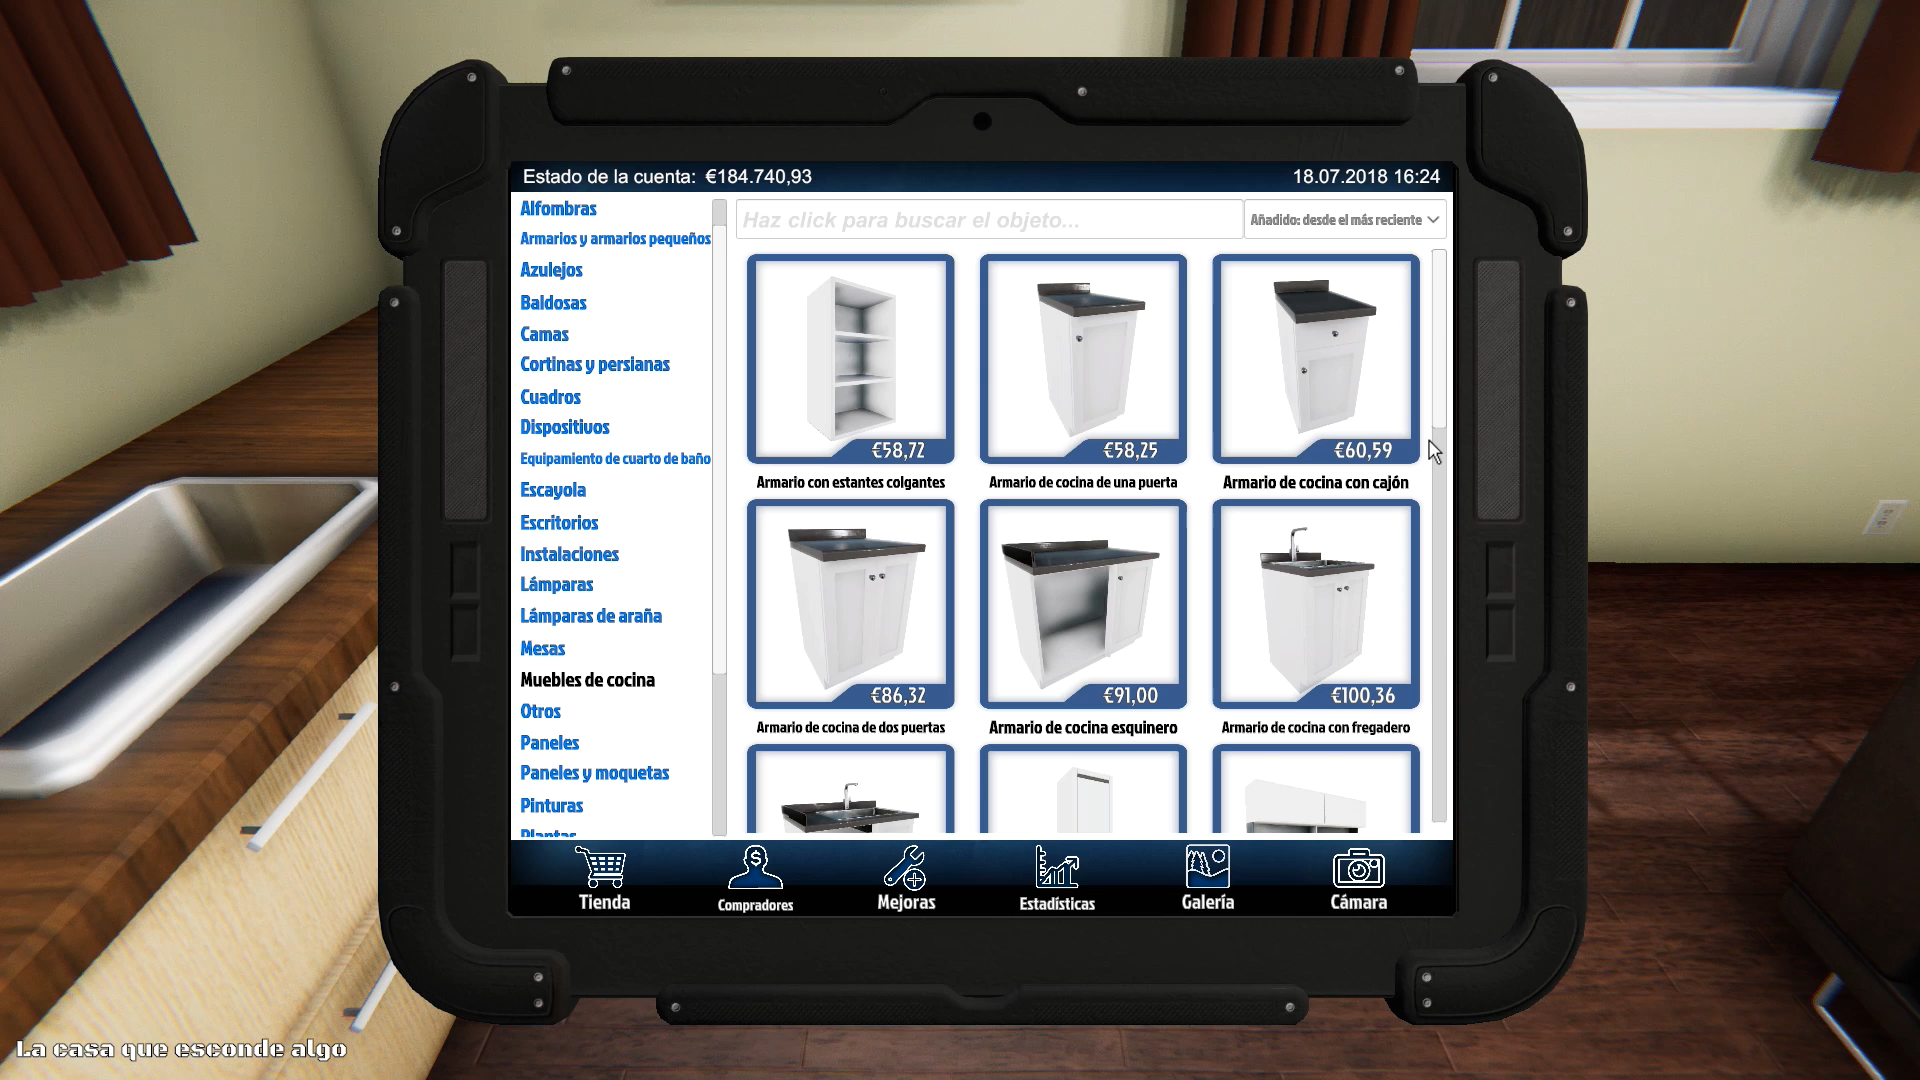 Estado de la cuenta: €184.740,93
18.07.2018 16:24
Alfombras
Armarios y armarios pequeños
Azulejos
Baldosas
Camas
Cortinas y persianas
Cuadros
Dispositivos
Equipamiento de cuarto de baño
Escayola
Escritorios
Instalaciones
Lámparas
Lámparas de araña
Mesas
Muebles de cocina
Otros
Paneles
Paneles y moquetas
Pinturas
Plantas
Haz click para buscar el objeto...
Añadido: desde el más reciente
€58,72
€58,25
€60,59
Armario con estantes colgantes
Armario de cocina de una puerta
Armario de cocina con cajón
€86,32
€91,00
€100,36
Armario de cocina de dos puertas
Armario de cocina esquinero
Armario de cocina con fregadero
Tienda
Compradores
Mejoras
Estadísticas
Galería
Cámara
La casa que esconde algo